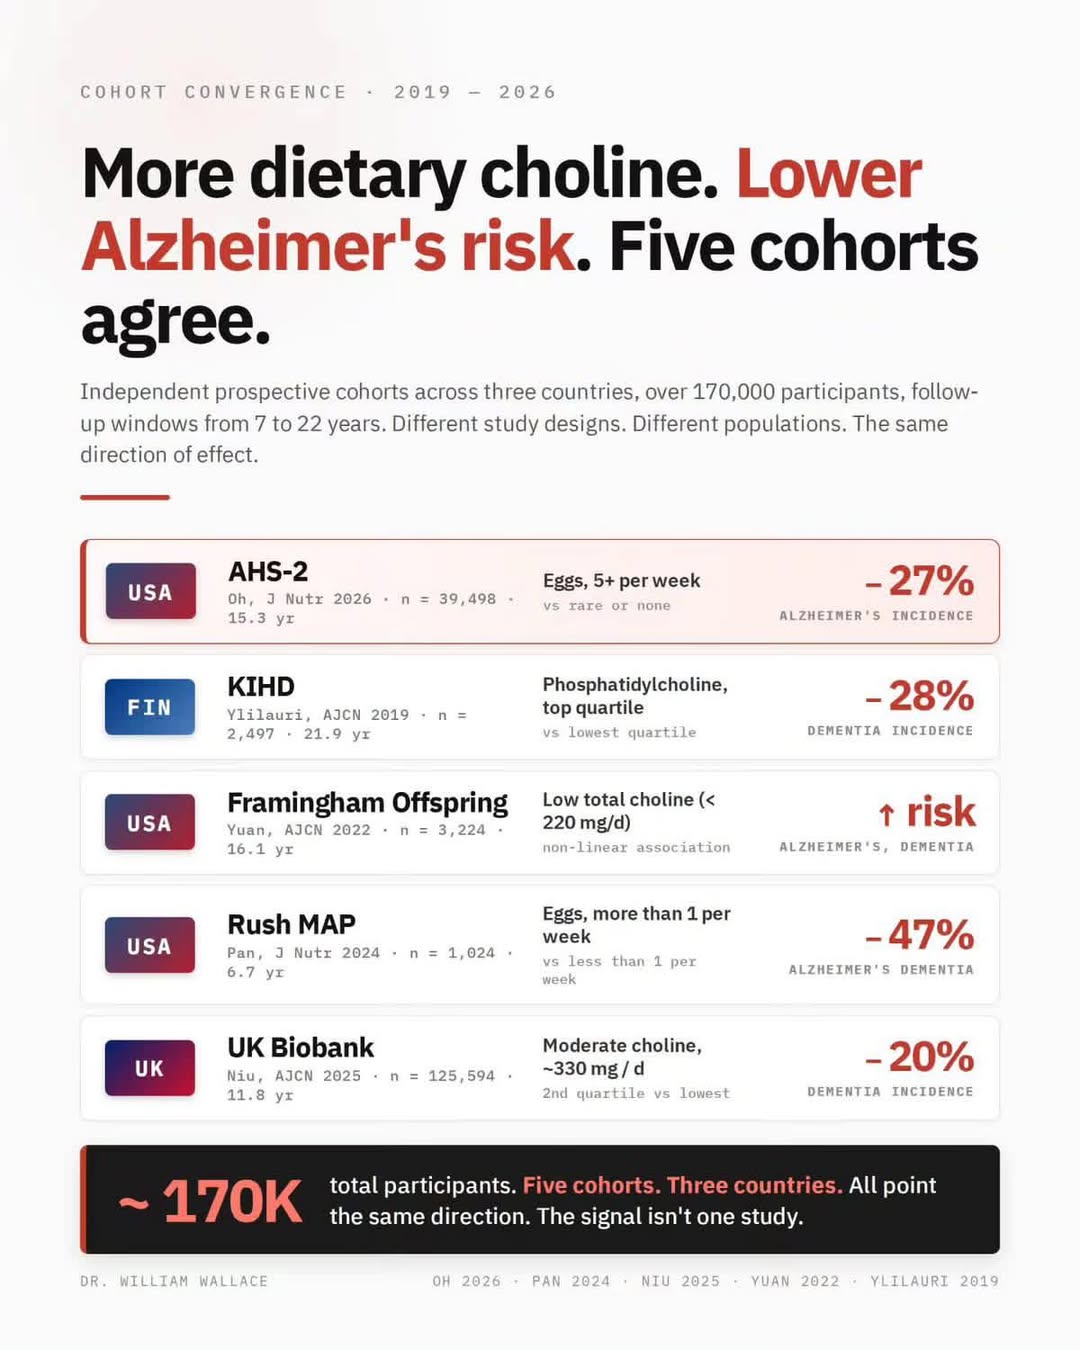 COHORT CONVERGENCE · 2019 — 2026
More dietary choline. Lower
Alzheimer's risk. Five cohorts
agree.
Independent prospective cohorts across three countries, over 170,000 participants, follow-
up windows from 7 to 22 years. Different study designs. Different populations. The same
direction of effect.
USA
AHS-2
Oh, J Nutr 2026 · n = 39,498 ·
15.3 yr
Eggs, 5+ per week
vs rare or none
–27%
ALZHEIMER'S INCIDENCE
FIN
KIHD
Ylilauri, AJCN 2019 · n =
2,497 · 21.9 yr
Phosphatidylcholine,
top quartile
vs lowest quartile
–28%
DEMENTIA INCIDENCE
USA
Framingham Offspring
Yuan, AJCN 2022 · n = 3,224 ·
16.1 yr
Low total choline (<
220 mg/d)
non-linear association
↑ risk
ALZHEIMER'S, DEMENTIA
USA
Rush MAP
Pan, J Nutr 2024 · n = 1,024 ·
6.7 yr
Eggs, more than 1 per
week
vs less than 1 per
week
–47%
ALZHEIMER'S DEMENTIA
UK
UK Biobank
Niu, AJCN 2025 · n = 125,594 ·
11.8 yr
Moderate choline,
~330 mg / d
2nd quartile vs lowest
–20%
DEMENTIA INCIDENCE
~ 170K
total participants. Five cohorts. Three countries. All point
the same direction. The signal isn't one study.
DR. WILLIAM WALLACE
OH 2026 · PAN 2024 · NIU 2025 · YUAN 2022 · YLILAURI 2019